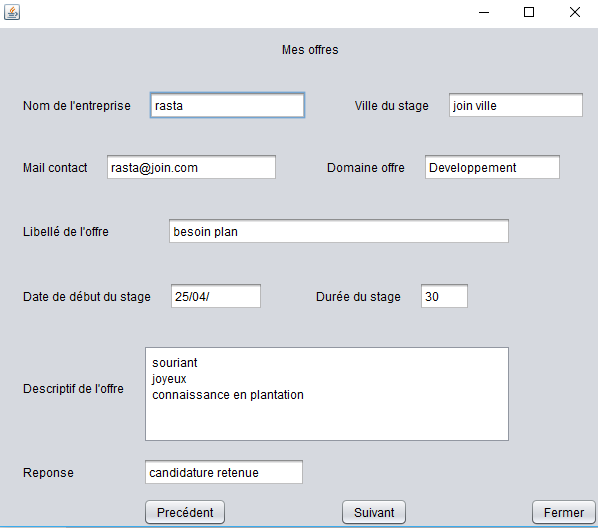 Mes offres
Nom de l'entreprise rasta Ville du stage join ville
Mail contact rasta@join.com Domaine offre Developpement
Libellé de l'offre besoin plan
Date de début du stage 25/04/ Durée du stage 30
souriant
joyeux
Descriptif de l'offre connaissance en plantation
Reponse candidature retenue
Precédent Suivant Fermer